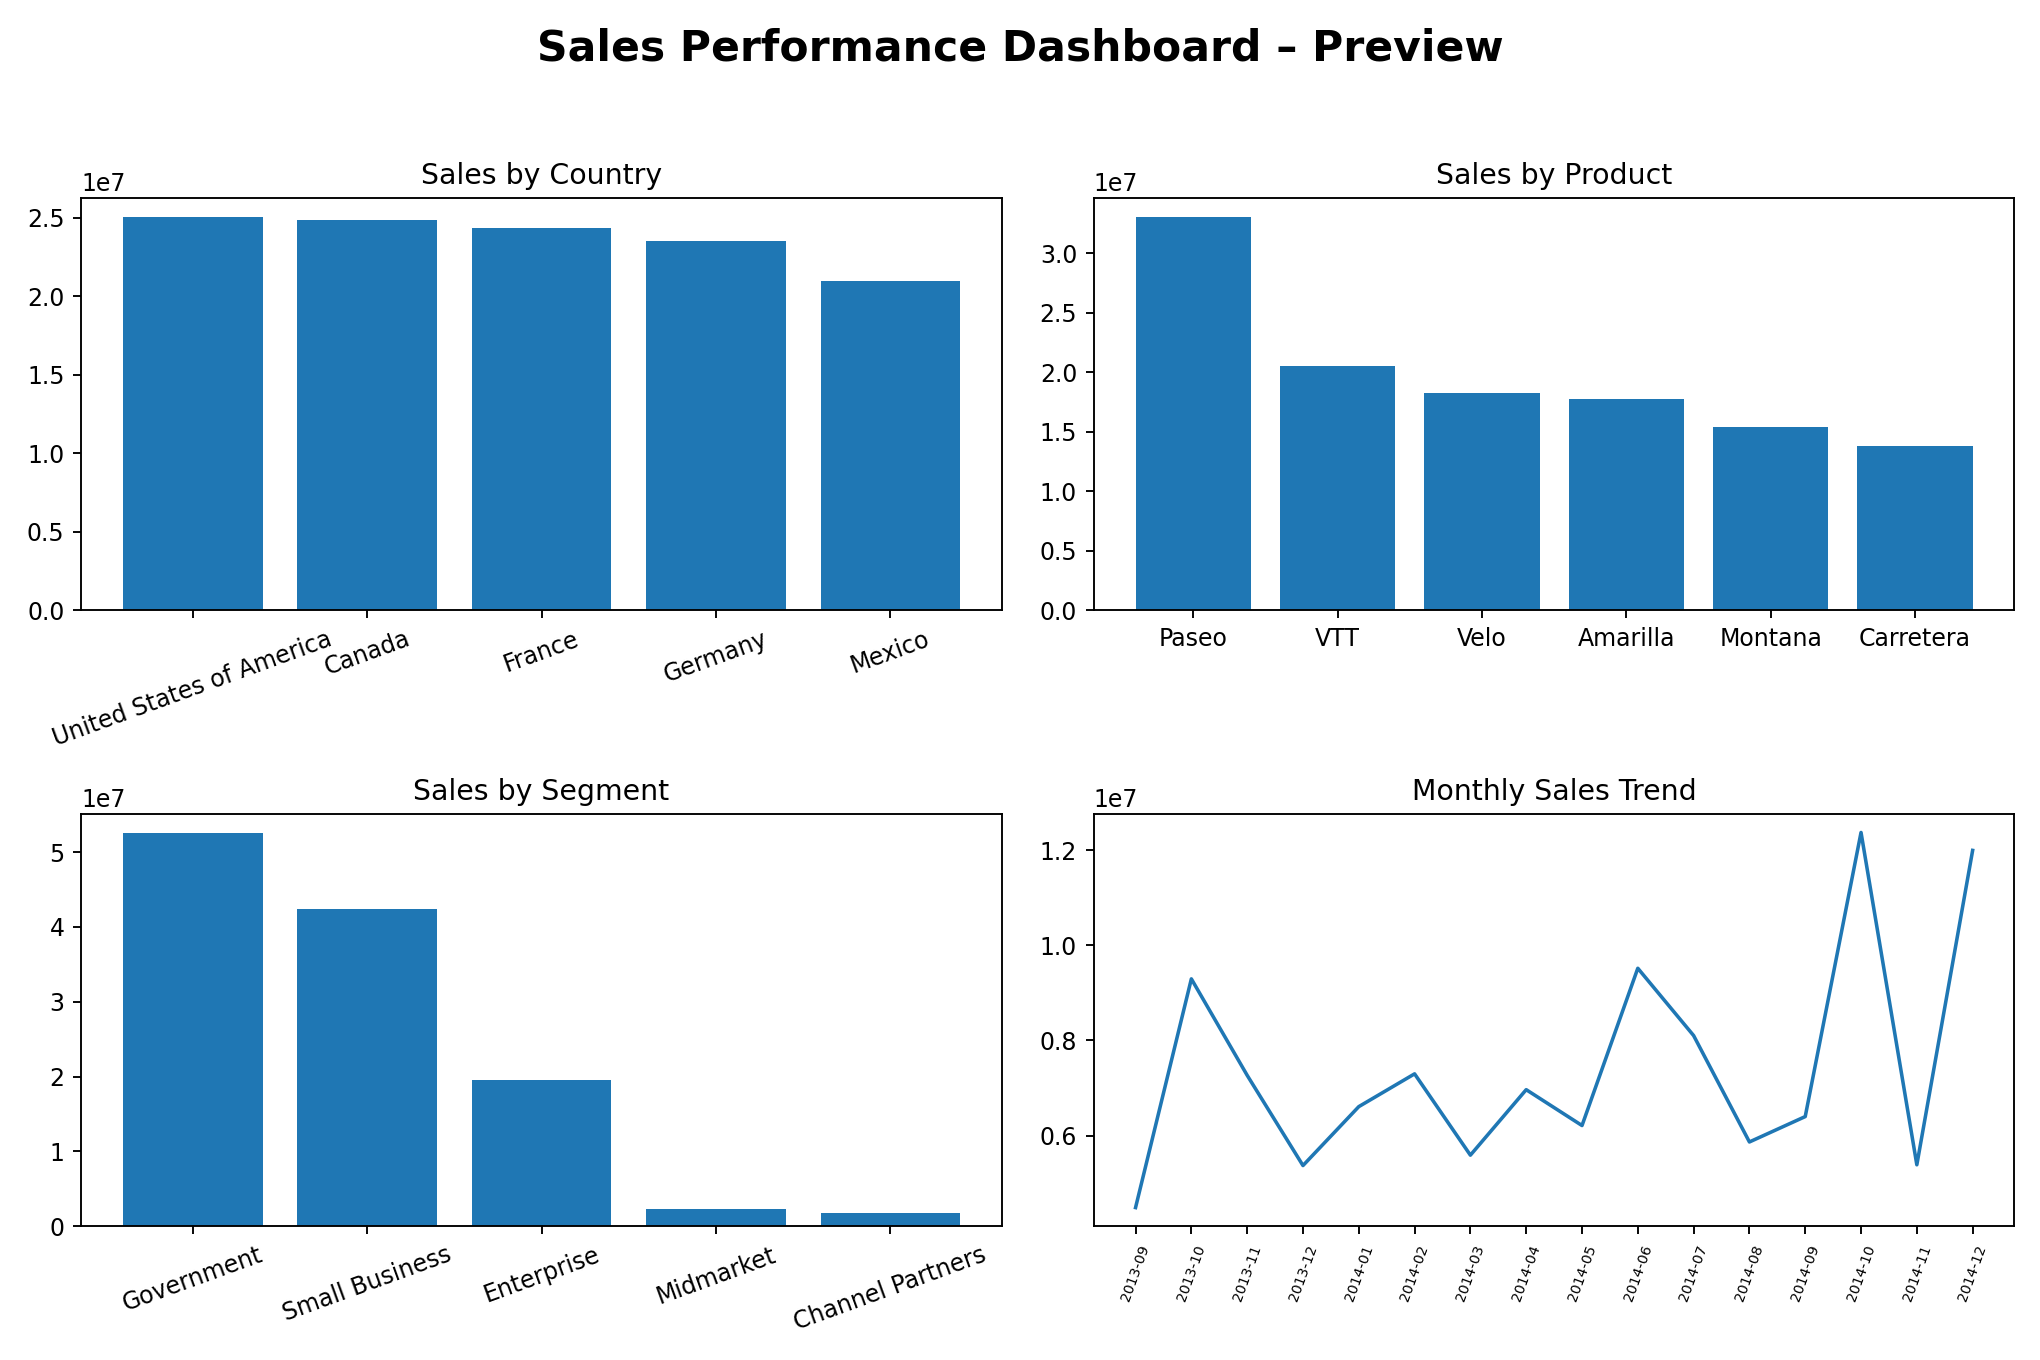 Sales Performance Dashboard – Preview
Sales by Country
1e7
2.5
2.0
1.5
1.0
0.5
0.0
United States of America
Canada
France
Germany
Mexico
Sales by Product
1e7
3.0
2.5
2.0
1.5
1.0
0.5
0.0
Paseo
VTT
Velo
Amarilla
Montana
Carretera
Sales by Segment
1e7
5
4
3
2
1
0
Government
Small Business
Enterprise
Midmarket
Channel Partners
Monthly Sales Trend
1e7
1.2
1.0
0.8
0.6
2013-09
2013-10
2013-11
2013-12
2014-01
2014-02
2014-03
2014-04
2014-05
2014-06
2014-07
2014-08
2014-09
2014-10
2014-11
2014-12